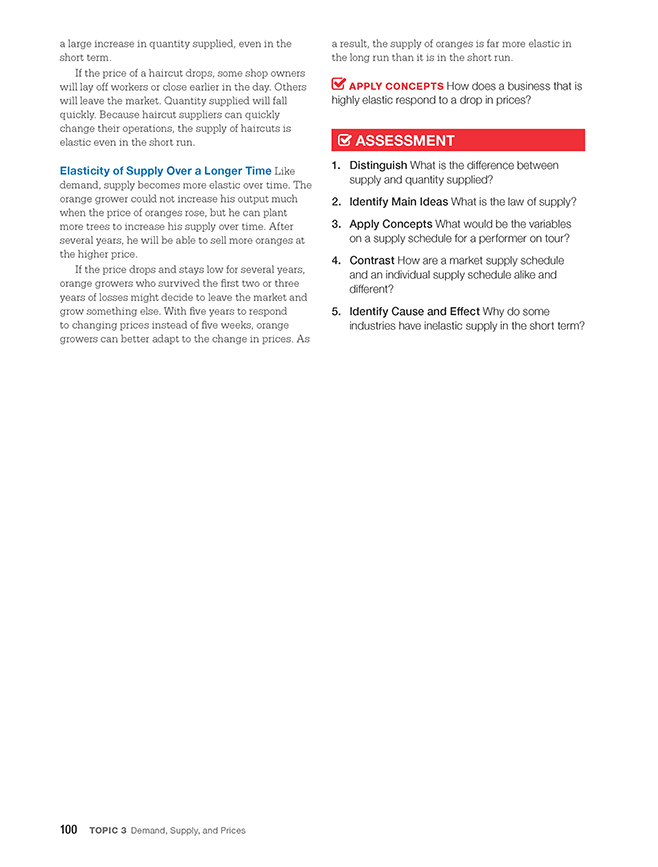 a large increase in quantity supplied, even in the
short term.
If the price of a haircut drops, some shop owners
will lay off workers or close earlier in the day. Others
will leave the market. Quantity supplied will fall
quickly. Because haircut suppliers can quickly
change their operations, the supply of haircuts is
elastic even in the short run.
Elasticity of Supply Over a Longer Time Like
demand, supply becomes more elastic over time. The
orange grower could not increase his output much
when the price of oranges rose, but he can plant
more trees to increase his supply over time. After
several years, he will be able to sell more oranges at
the higher price.
If the price drops and stays low for several years,
orange growers who survived the first two or three
years of losses might decide to leave the market and
grow something else. With five years to respond
to changing prices instead of five weeks, orange
growers can better adapt to the change in prices. As
a result, the supply of oranges is far more elastic in
the long run than it is in the short run.
APPLY CONCEPTS How does a business that is
highly elastic respond to a drop in prices?
ASSESSMENT
1. Distinguish What is the difference between
supply and quantity supplied?
2. Identify Main Ideas What is the law of supply?
3. Apply Concepts What would be the variables
on a supply schedule for a performer on tour?
4. Contrast How are a market supply schedule
and an individual supply schedule alike and
different?
5. Identify Cause and Effect Why do some
industries have inelastic supply in the short term?
100 TOPIC 3 Demand, Supply, and Prices